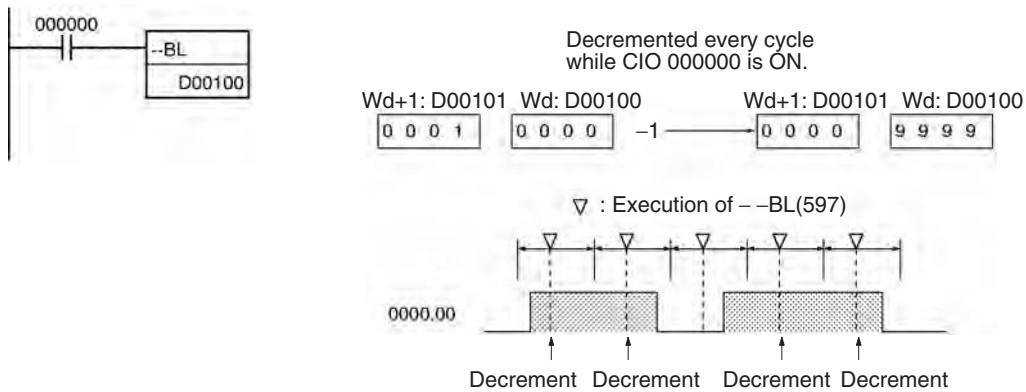 000000
--BL
D00100
Decremented every cycle
while CIO 000000 is ON.
Wd+1: D00101 Wd: D00100 Wd+1: D00101 Wd: D00100
0 0 0 1 0 0 0 0 −1 0 0 0 0 9 9 9 9
: Execution of − −BL(597)
0000.00
Decrement Decrement Decrement Decrement